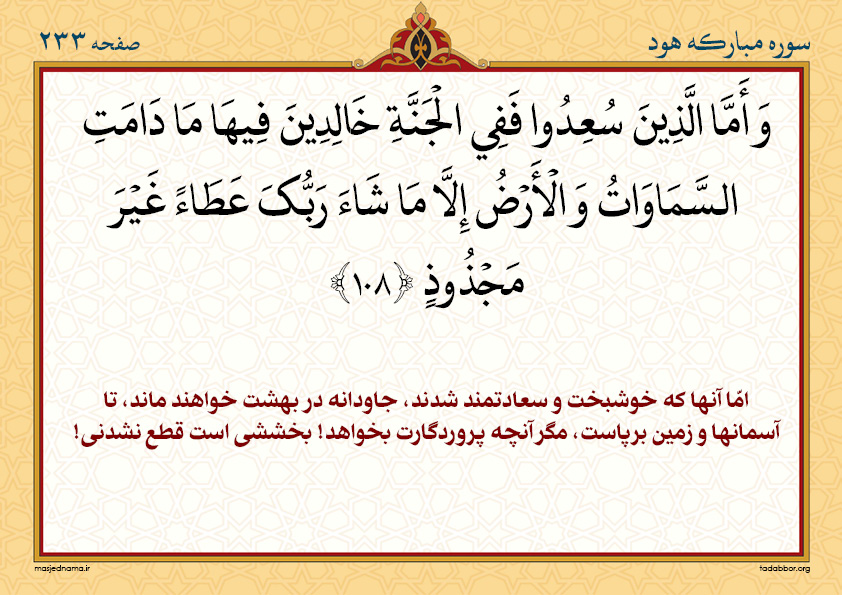 سوره مبارکه هود
صفحه ۲۳۳
وَ أَمَّا الَّذِينَ سُعِدُوا فَفِي الْجَنَّةِ خَالِدِينَ فِيهَا مَا دَامَتِ
السَّمَاوَاتُ وَ الْأَرْضُ إِلَّا مَا شَاءَ رَبُّکَ عَطَاءً غَيْرَ
مَجْذُوذٍ ﴿۱۰۸﴾
امّا آنها که خوشبخت و سعادتمند شدند، جاودانه در بهشت خواهند ماند، تا
آسمانها و زمین برپاست، مگر آنچه پروردگارت بخواهد! بخششی است قطع نشدنی!
masjednama.ir
tadabbor.org